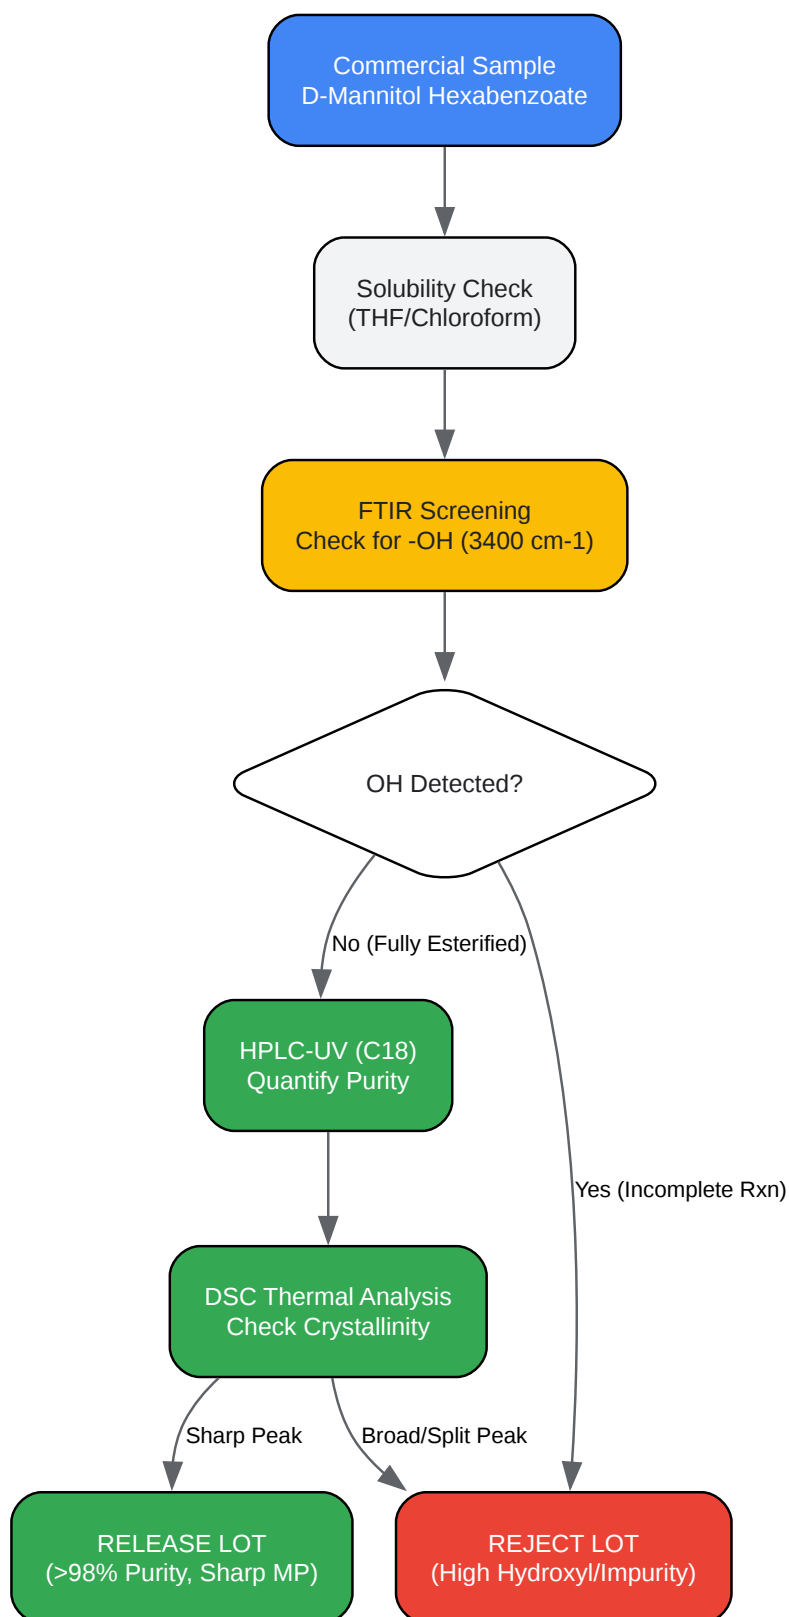 Commercial Sample
D-Mannitol Hexabenzoate
Solubility Check
(THF/Chloroform)
FTIR Screening
Check for -OH (3400 cm-1)
OH Detected?
No (Fully Esterified)
HPLC-UV (C18)
Quantify Purity
Yes (Incomplete Rxn)
DSC Thermal Analysis
Check Crystallinity
Sharp Peak
Broad/Split Peak
RELEASE LOT
(>98% Purity, Sharp MP)
REJECT LOT
(High Hydroxyl/Impurity)